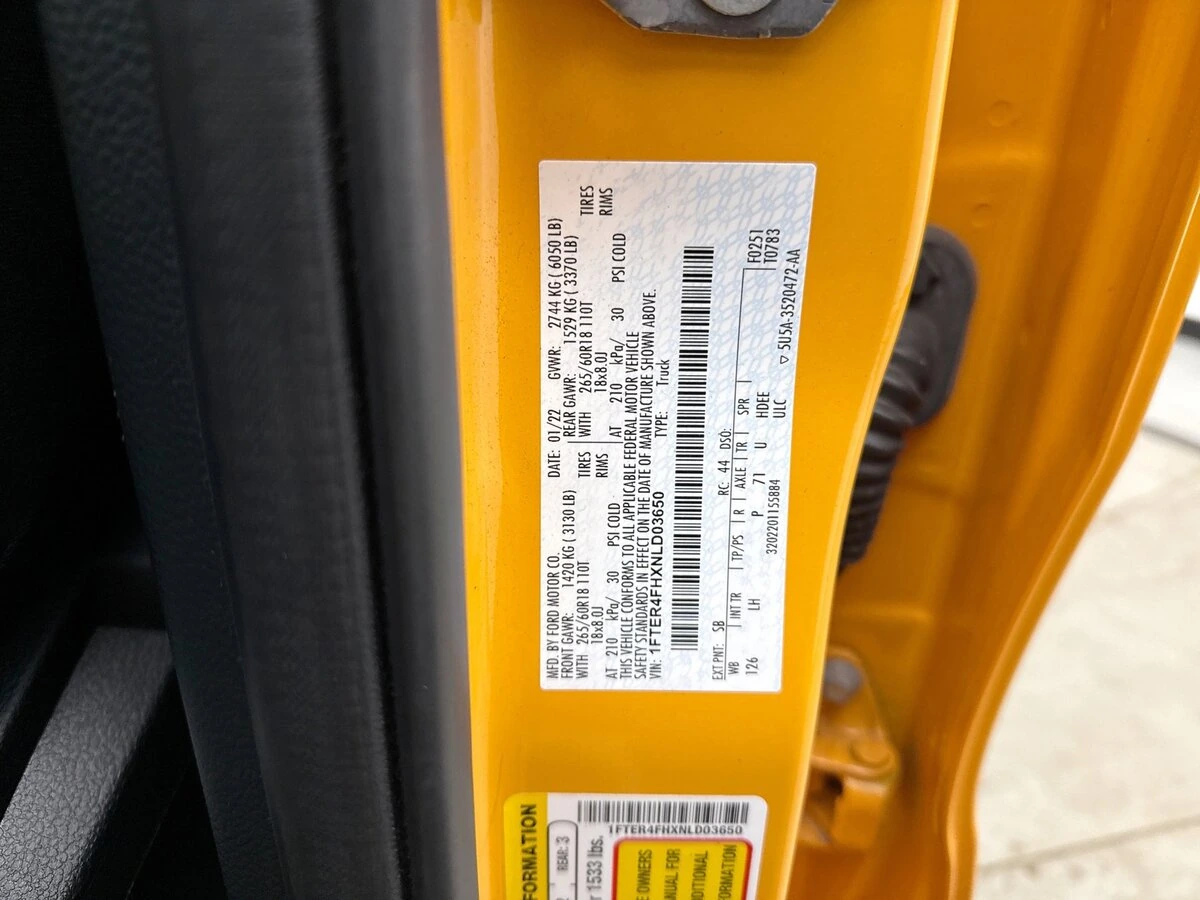 MFD. BY FORD MOTOR CO.
DATE: 01/22 GVWR: 2744 KG ( 6050 LB)
FRONT GAWR: 1420 KG ( 3130 LB)
REAR GAWR: 1529 KG ( 3370 LB)
WITH 265/60R18 110T TIRES
WITH 265/60R18 110T TIRES
18x8.0J RIMS
18x8.0J RIMS
AT 210 kPa/ 30 PSI COLD
AT 210 kPa/ 30 PSI COLD
THIS VEHICLE CONFORMS TO ALL APPLICABLE FEDERAL MOTOR VEHICLE
SAFETY STANDARDS IN EFFECT ON THE DATE OF MANUFACTURE SHOWN ABOVE.
VIN: 1FTER4FHXNLD03650
TYPE: Truck
EXT PNT: SB RC: 44 DSO:
WB INT TR TP/PS R AXLE TR SPR
F0251
T0783
126 LH P 71 U HDEE
ULC
3202201155884
▽ 5U5A-3520472-AA
FORMATION
REAR: 3
1533 lbs.
1FTER4FHXNLD03650
OWNERS
FOR